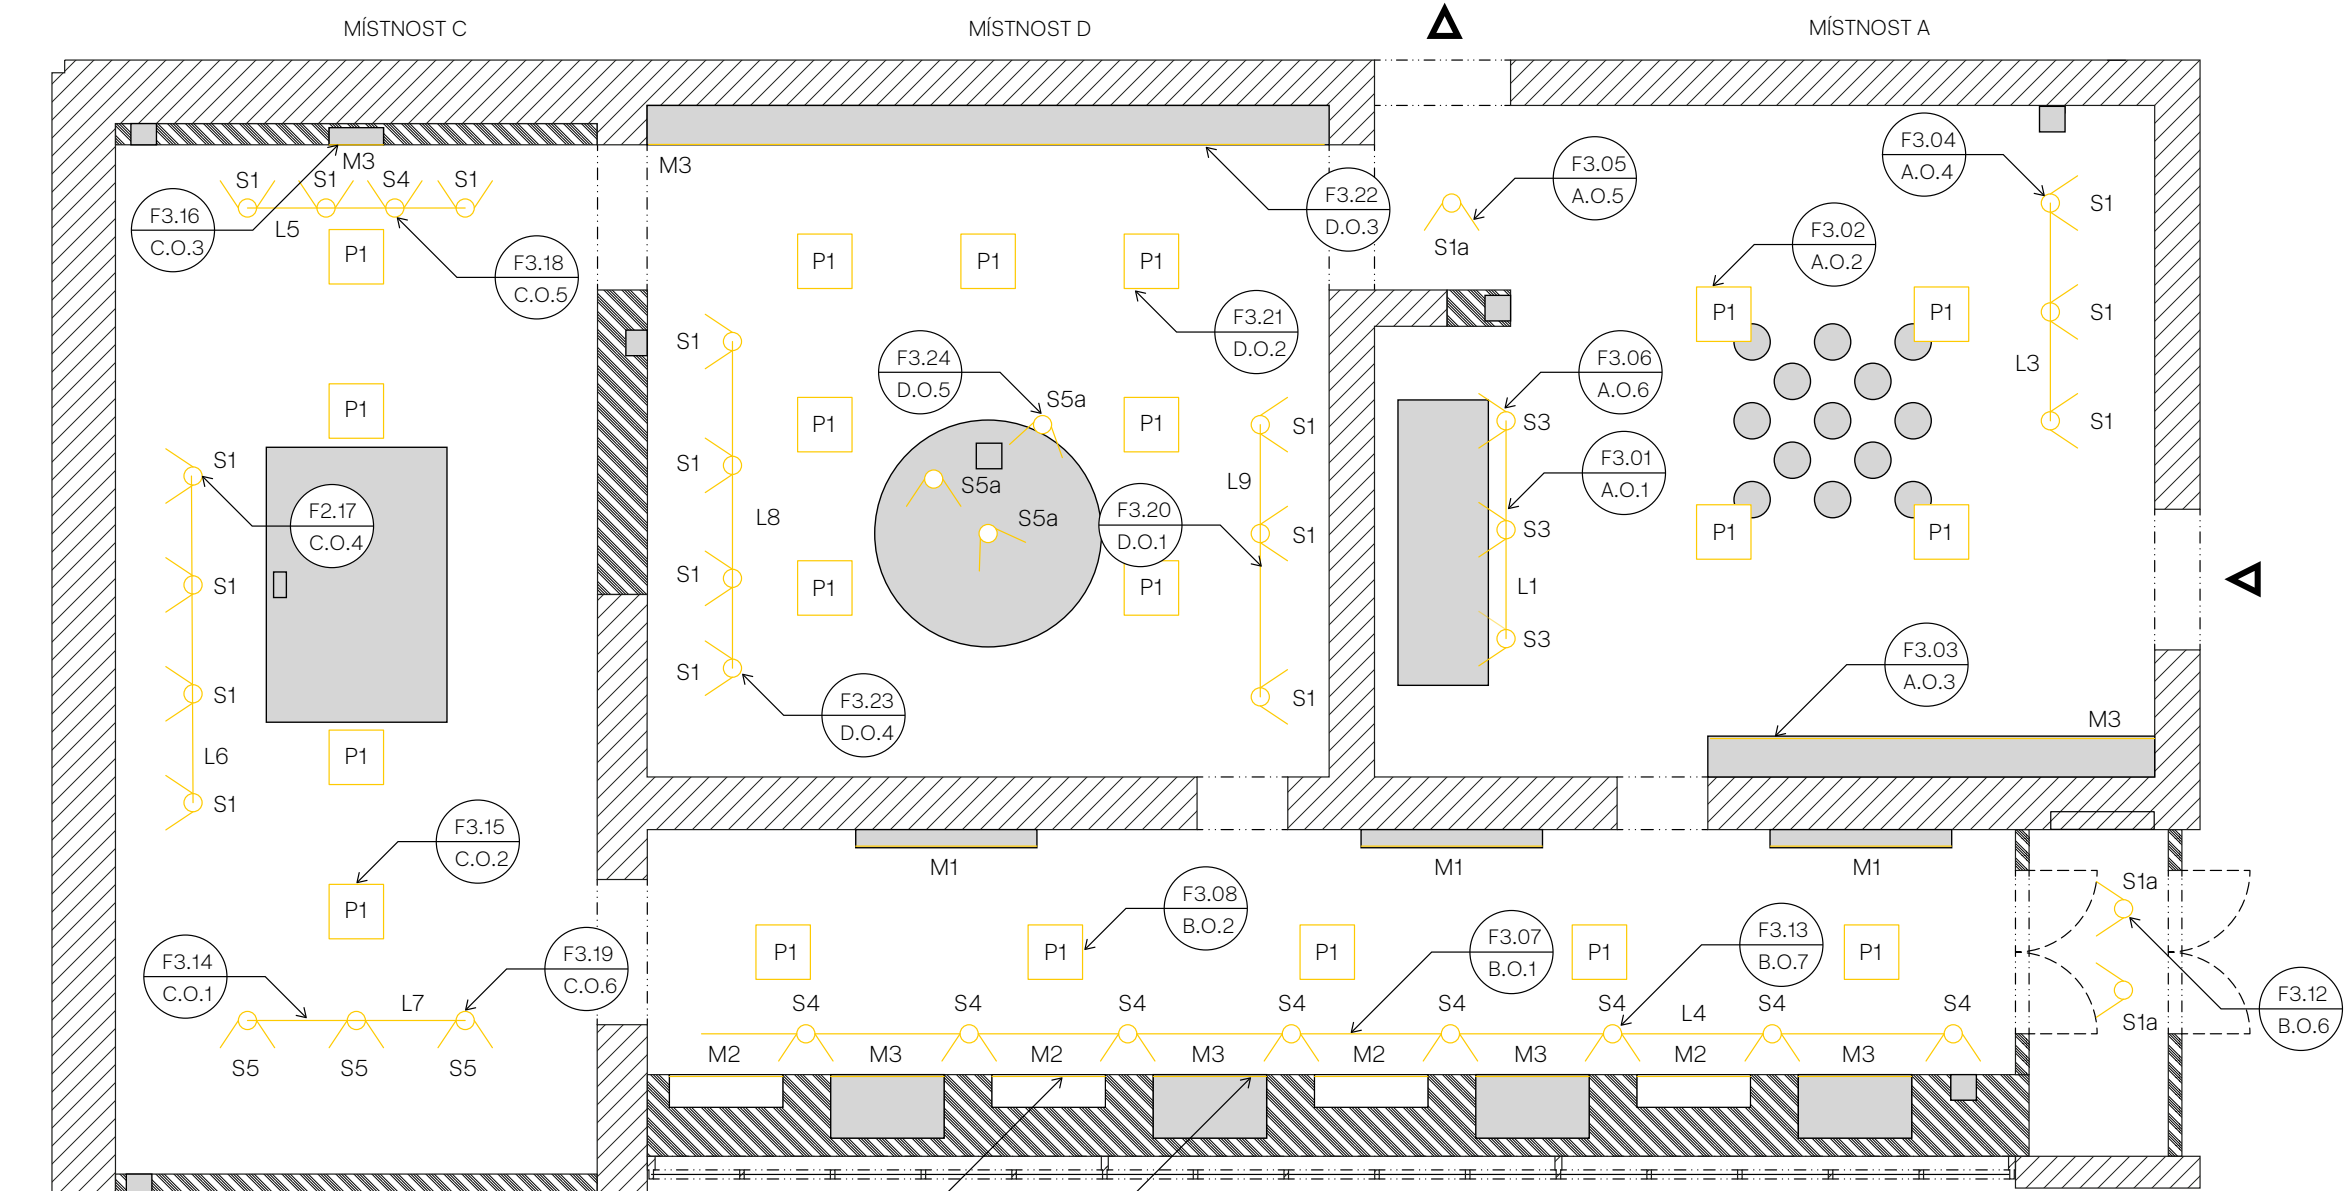 MÍSTNOST C
MÍSTNOST D
MÍSTNOST A
M3
S1
S1
S4
S1
L5
F3.16
C.O.3
P1
F3.18
C.O.5
P1
S1
F2.17
C.O.4
S1
S1
L6
S1
P1
F3.15
C.O.2
P1
F3.14
C.O.1
L7
F3.19
C.O.6
S5
S5
S5
M3
F3.22
D.O.3
P1
P1
P1
F3.21
D.O.2
S1
F3.24
D.O.5
S5a
P1
P1
S1
S1
S5a
L9
L8
S5a
F3.20
D.O.1
S1
S1
P1
P1
S1
F3.23
D.O.4
S1
F3.05
A.O.5
S1a
F3.04
A.O.4
S1
F3.02
A.O.2
P1
P1
S1
L3
F3.06
A.O.6
S3
S1
F3.01
A.O.1
S3
P1
P1
L1
S3
F3.03
A.O.3
M3
M1
M1
M1
S1a
F3.08
B.O.2
P1
P1
P1
P1
P1
F3.07
B.O.1
F3.13
B.O.7
S4
S4
S4
S4
S4
S4
L4
S4
S4
S1a
F3.12
B.O.6
M2
M3
M2
M3
M2
M3
M2
M3